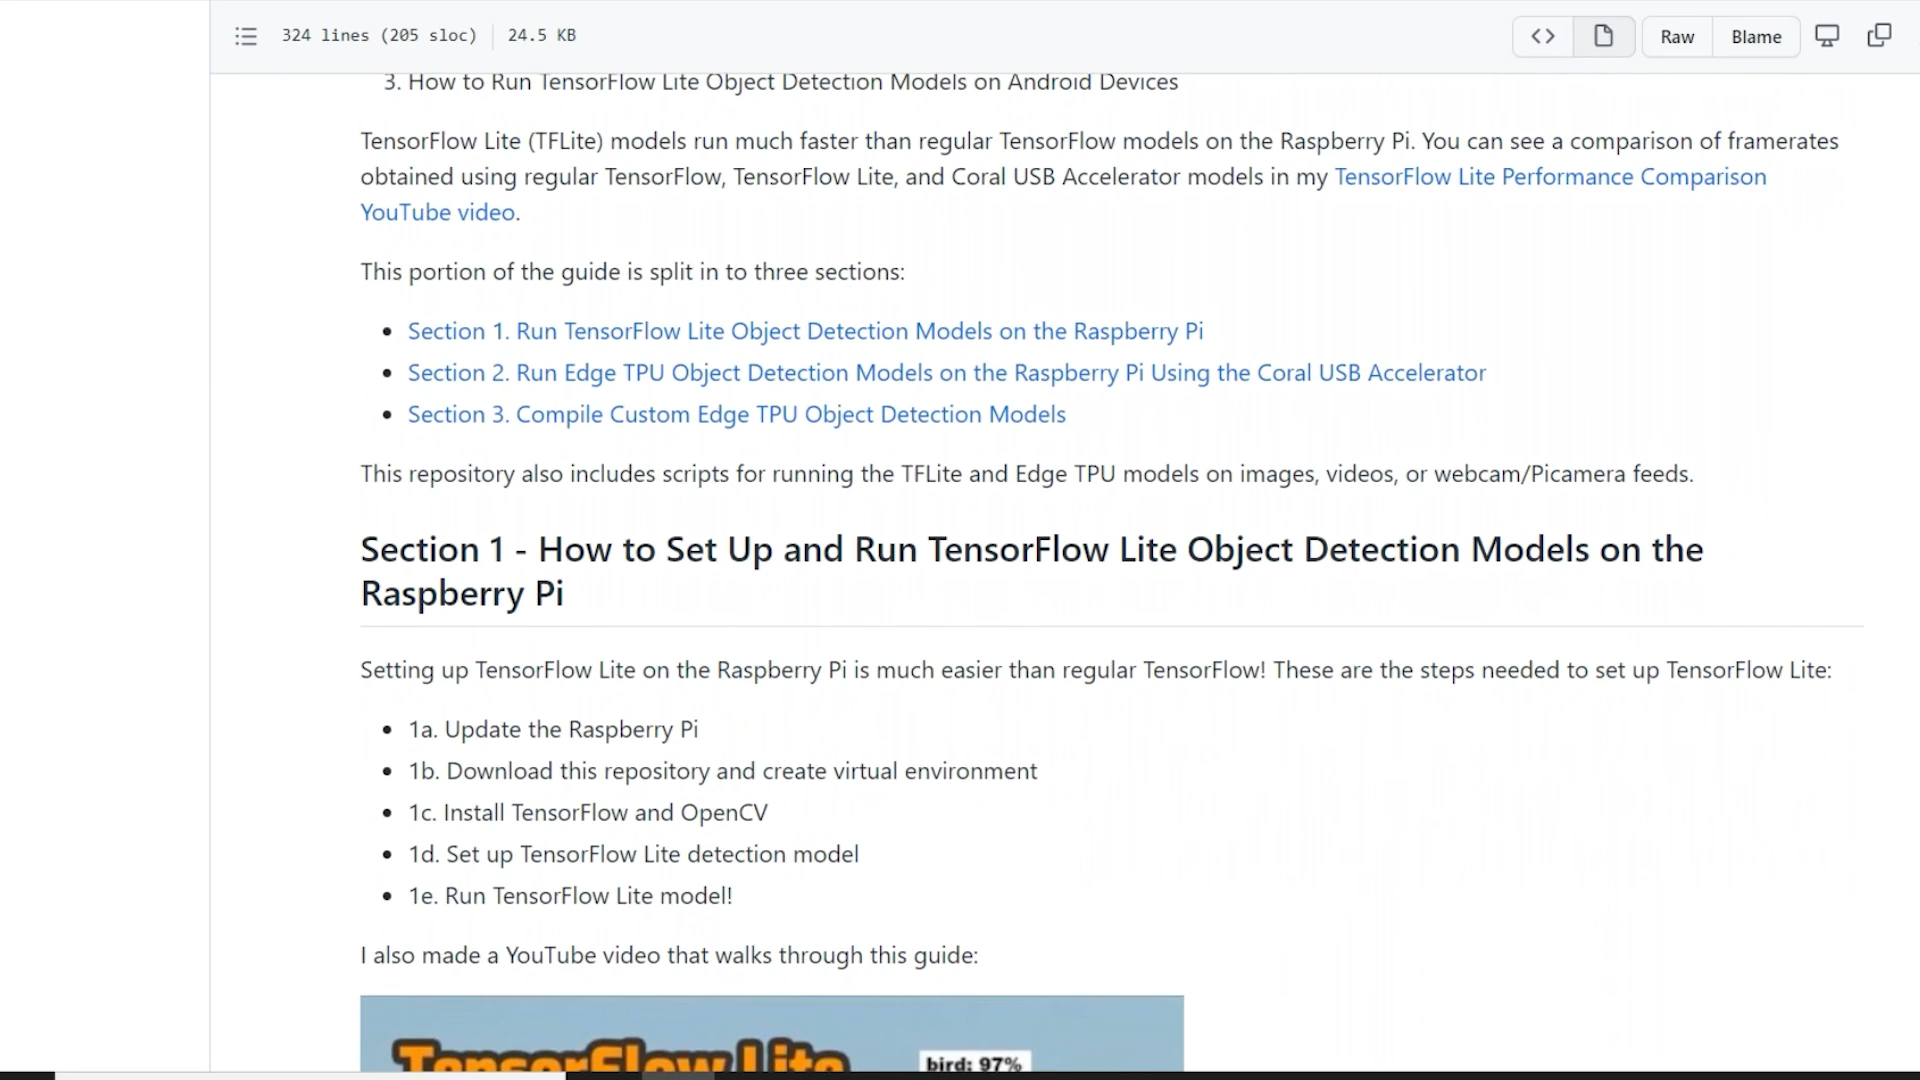 324 lines (205 sloc) 24.5 KB
Raw Blame
3. How to Run TensorFlow Lite Object Detection Models on Android Devices
TensorFlow Lite (TFLite) models run much faster than regular TensorFlow models on the Raspberry Pi. You can see a comparison of framerates
obtained using regular TensorFlow, TensorFlow Lite, and Coral USB Accelerator models in my TensorFlow Lite Performance Comparison
YouTube video.
This portion of the guide is split in to three sections:
• Section 1. Run TensorFlow Lite Object Detection Models on the Raspberry Pi
• Section 2. Run Edge TPU Object Detection Models on the Raspberry Pi Using the Coral USB Accelerator
• Section 3. Compile Custom Edge TPU Object Detection Models
This repository also includes scripts for running the TFLite and Edge TPU models on images, videos, or webcam/Picamera feeds.
Section 1 - How to Set Up and Run TensorFlow Lite Object Detection Models on the
Raspberry Pi
Setting up TensorFlow Lite on the Raspberry Pi is much easier than regular TensorFlow! These are the steps needed to set up TensorFlow Lite:
• 1a. Update the Raspberry Pi
• 1b. Download this repository and create virtual environment
• 1c. Install TensorFlow and OpenCV
• 1d. Set up TensorFlow Lite detection model
• 1e. Run TensorFlow Lite model!
I also made a YouTube video that walks through this guide:
TensorFlow Lite
bird: 97%